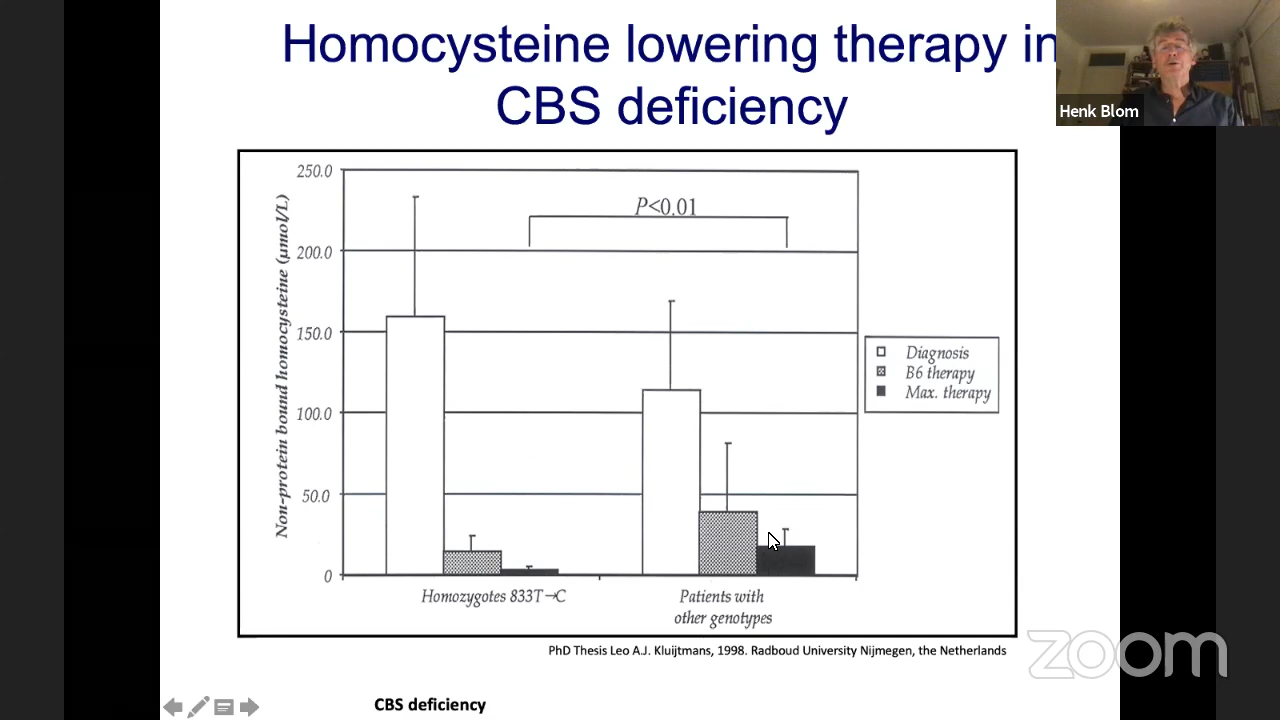 Homocysteine lowering therapy in
CBS deficiency
Henk Blom
250.0
200.0
150.0
100.0
50.0
0
Non-protein bound homocysteine (µmol/L)
P<0.01
Diagnosis
B6 therapy
Max. therapy
Homozygotes 833T→C
Patients with
other genotypes
PhD Thesis Leo A.J. Kluijtmans, 1998. Radboud University Nijmegen, the Netherlands
zoom
CBS deficiency